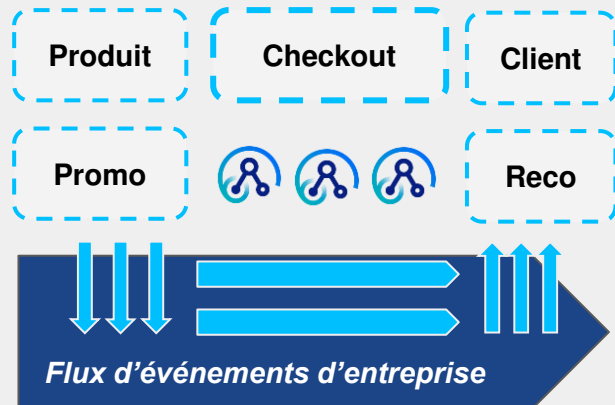 Produit
Checkout
Client
Promo
Reco
Flux d'événements d'entreprise